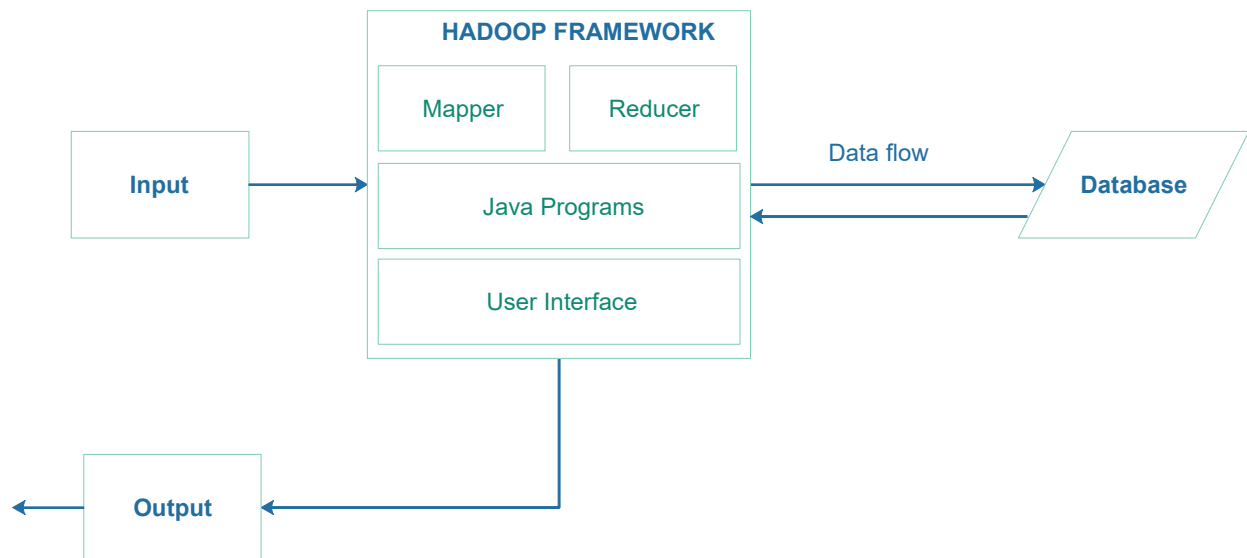 HADOOP FRAMEWORK
Mapper
Reducer
Input
Data flow
Database
Java Programs
User Interface
Output